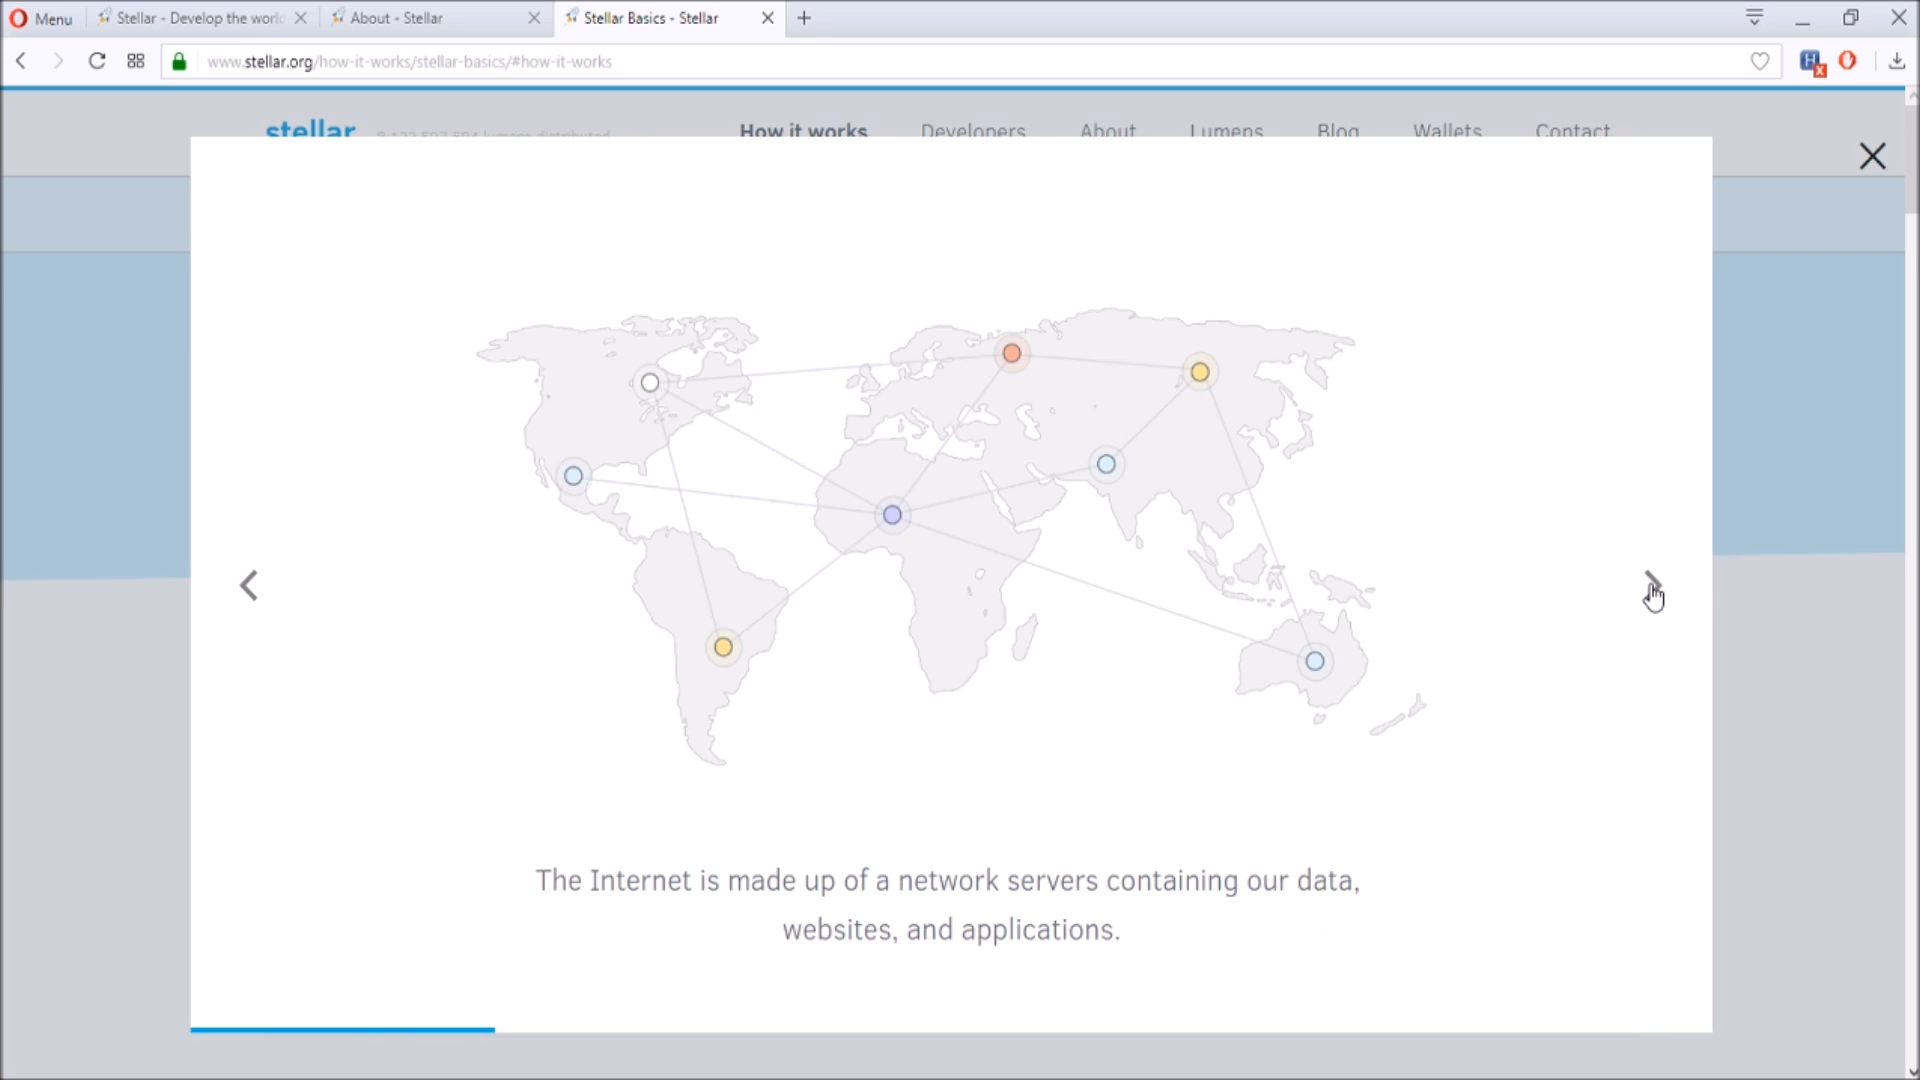 Menu
Stellar - Develop the world
About - Stellar
Stellar Basics - Stellar
www.stellar.org/how-it-works/stellar-basics/#how-it-works
stellar
How it works
Developers
About
Lumens
Blog
Wallets
Contact
The Internet is made up of a network servers containing our data,
websites, and applications.